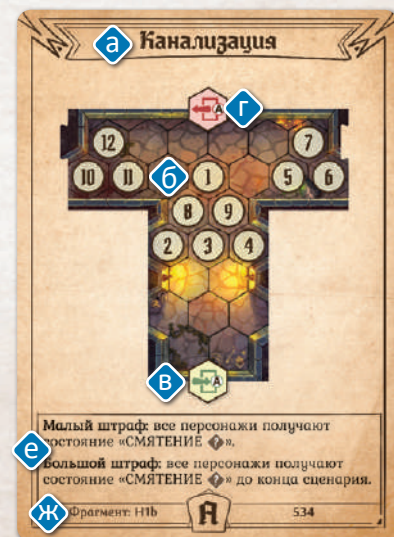 а Канализация
A г
12 7
10 11 б 1 5 6
8 9
2 3 4
в A
Малый штраф: все персонажи получают
состояние «СМЯТЕНИЕ ?».
е
Большой штраф: все персонажи получают
состояние «СМЯТЕНИЕ ?» до конца сценария.
ж Фрагмент: H1b A 534